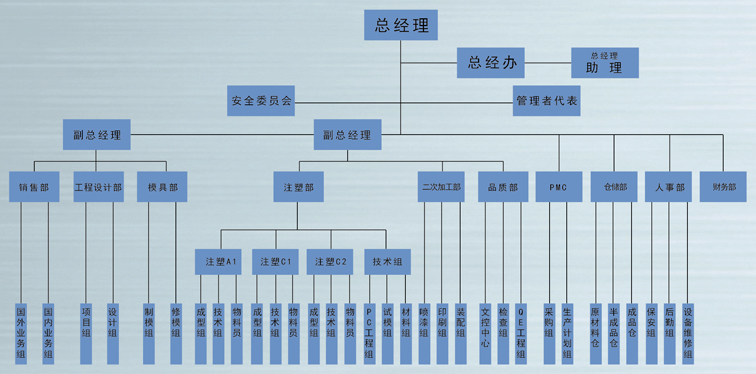 总经理
总经办
总经理
助 理
安全委员会
管理者代表
副总经理
副总经理
销售部
工程设计部
模具部
注塑部
二次加工部
品质部
PMC
仓储部
人事部
财务部
注塑A1
注塑C1
注塑C2
技术组
国外业务组
国内业务组
项目组
设计组
制模组
修模组
成型组
技术组
物料员
成型组
技术组
物料员
成型组
技术组
物料员
PC工程组
试模组
材料组
喷漆组
印刷组
装配组
文控中心
检查组
QE工程组
采购组
生产计划组
原材料仓
半成品仓
成品仓
保安组
后勤组
设备维修组